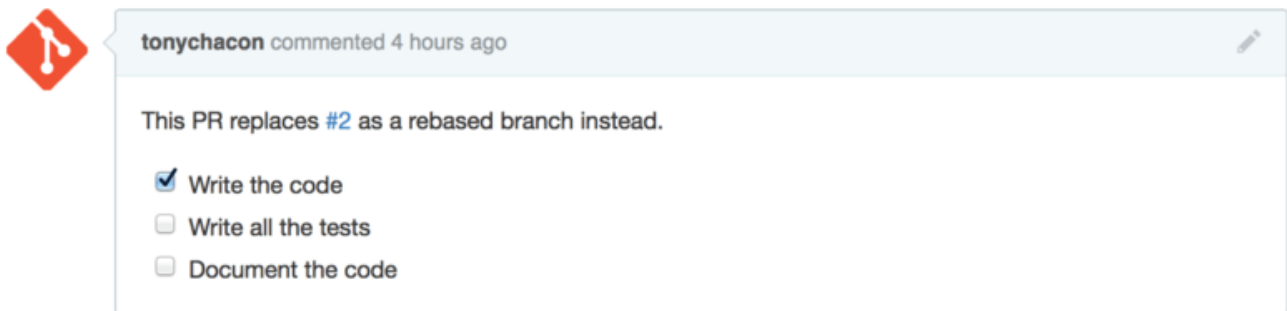 tonychacon commented 4 hours ago
This PR replaces #2 as a rebased branch instead.
Write the code
Write all the tests
Document the code